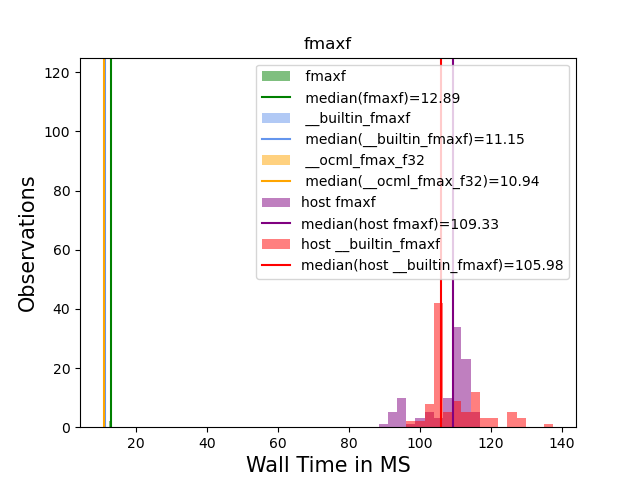 fmaxf
120
100
80
60
40
20
0
Observations
fmaxf
median(fmaxf)=12.89
__builtin_fmaxf
median(__builtin_fmaxf)=11.15
__ocml_fmax_f32
median(__ocml_fmax_f32)=10.94
host fmaxf
median(host fmaxf)=109.33
host __builtin_fmaxf
median(host __builtin_fmaxf)=105.98
20 40 60 80 100 120 140
Wall Time in MS